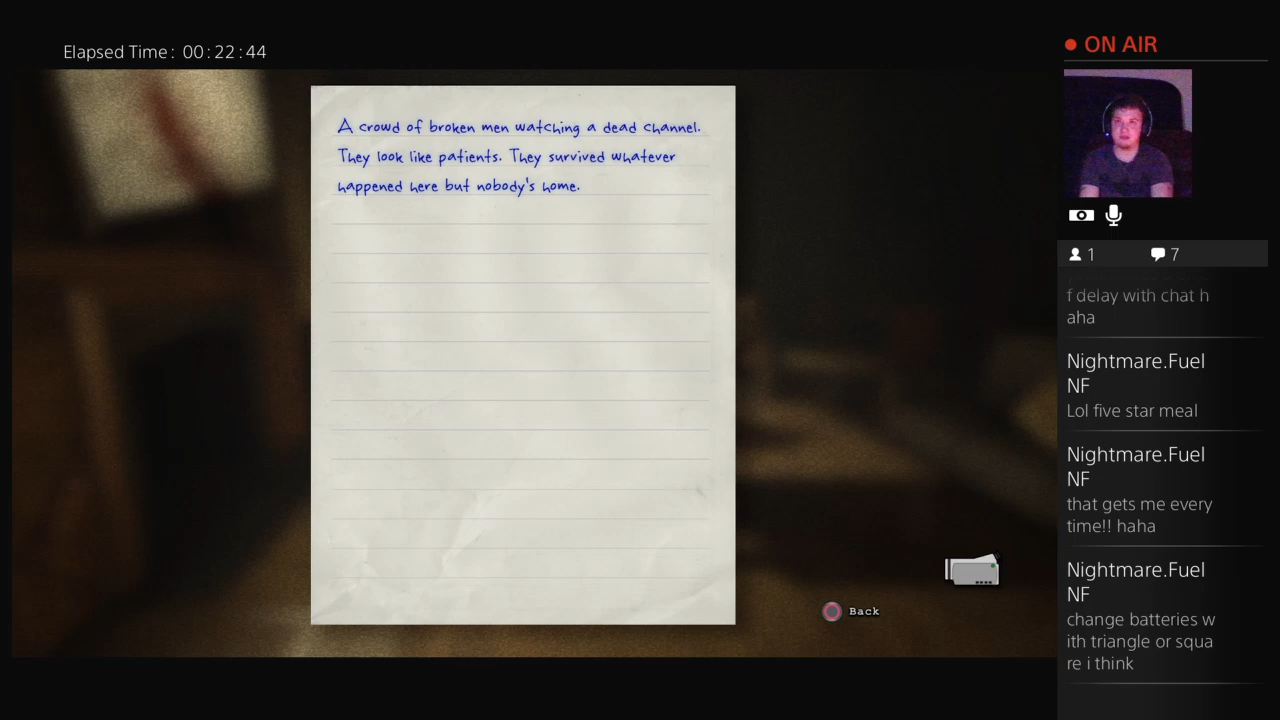 Elapsed Time: 00:22:44
A crowd of broken men watching a dead channel.
They look like patients. They survived whatever
happened here but nobody's home.
Back
ON AIR
1
7
f delay with chat h
aha
Nightmare.Fuel
NF
Lol five star meal
Nightmare.Fuel
NF
that gets me every
time!! haha
Nightmare.Fuel
NF
change batteries w
ith triangle or squa
re i think